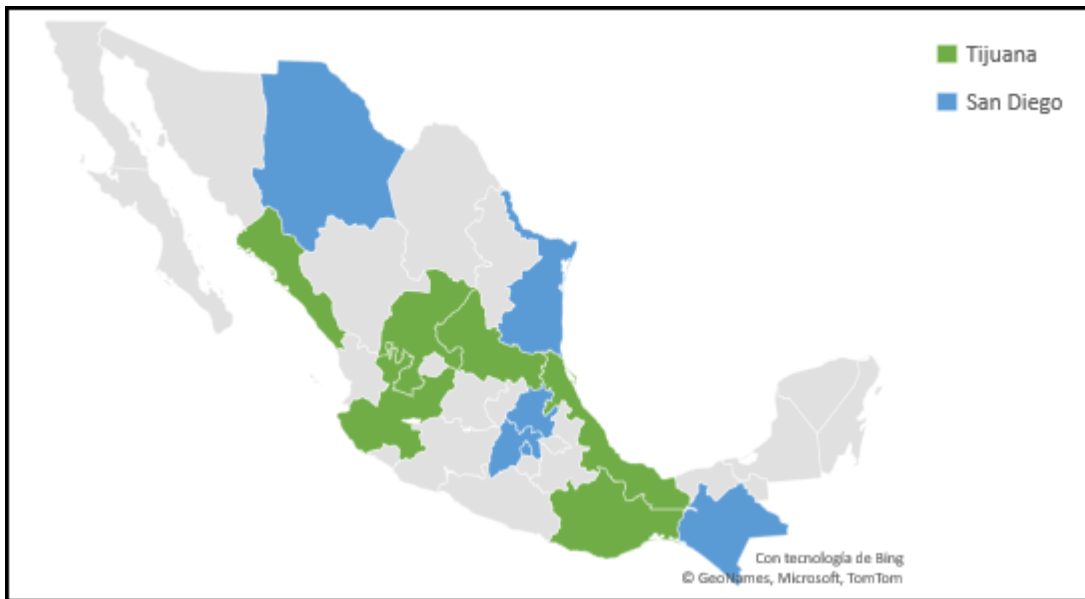 Tijuana
San Diego
Con tecnología de Bing
© GeoNames, Microsoft, TomTom